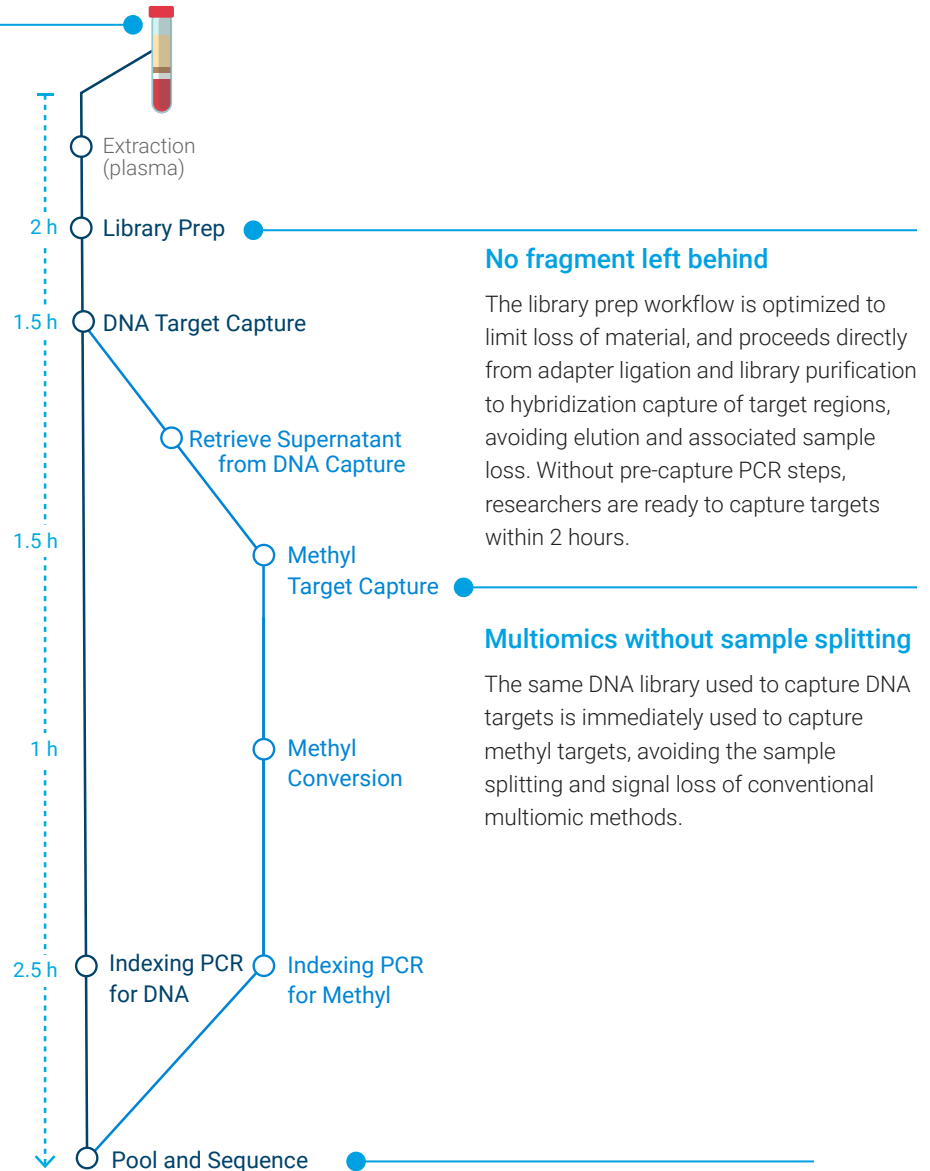 Extraction
(plasma)
2 h
Library Prep
No fragment left behind
The library prep workflow is optimized to
limit loss of material, and proceeds directly
from adapter ligation and library purification
to hybridization capture of target regions,
avoiding elution and associated sample
loss. Without pre-capture PCR steps,
researchers are ready to capture targets
within 2 hours.
1.5 h
DNA Target Capture
Retrieve Supernatant
from DNA Capture
1.5 h
Methyl
Target Capture
Multiomics without sample splitting
The same DNA library used to capture DNA
targets is immediately used to capture
methyl targets, avoiding the sample
splitting and signal loss of conventional
multiomic methods.
1 h
Methyl
Conversion
2.5 h
Indexing PCR
for DNA
Indexing PCR
for Methyl
Pool and Sequence